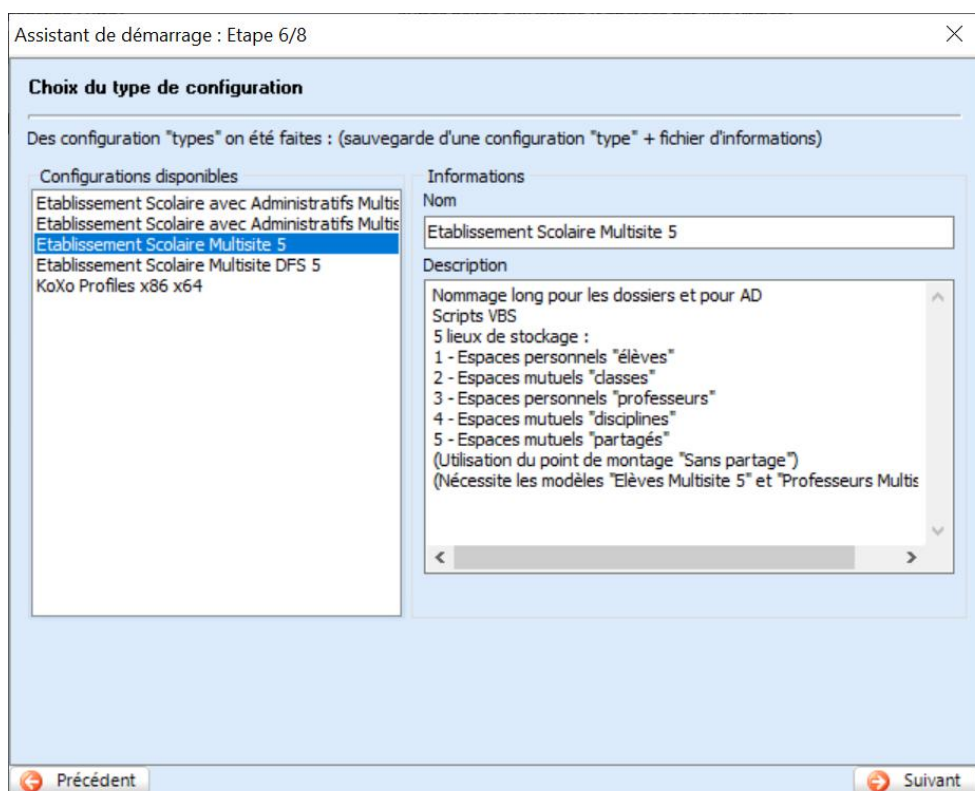 Assistant de démarrage : Etape 6/8
Choix du type de configuration
Des configuration "types" on été faites : (sauvegarde d'une configuration "type" + fichier d'informations)
Configurations disponibles
Etablissement Scolaire avec Administratifs Multis
Etablissement Scolaire avec Administratifs Multis
Etablissement Scolaire Multisite 5
Etablissement Scolaire Multisite DFS 5
KoXo Profiles x86 x64
Informations
Nom
Etablissement Scolaire Multisite 5
Description
Nommage long pour les dossiers et pour AD
Scripts VBS
5 lieux de stockage :
1 - Espaces personnels "élèves"
2 - Espaces mutuels "classes"
3 - Espaces personnels "professeurs"
4 - Espaces mutuels "disciplines"
5 - Espaces mutuels "partagés"
(Utilisation du point de montage "Sans partage")
(Nécessite les modèles "Elèves Multisite 5" et "Professeurs Multis
Précédent
Suivant